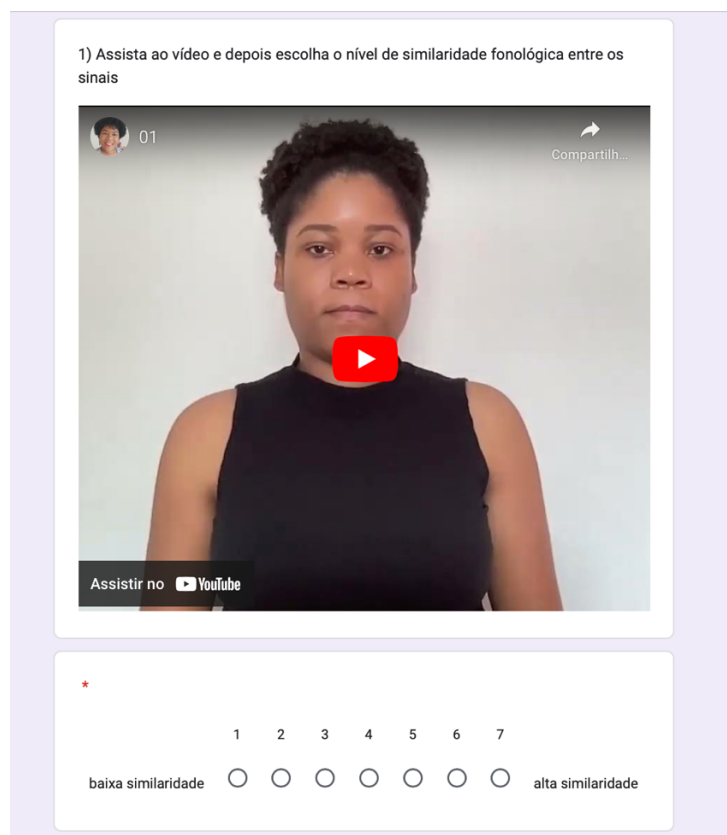 1) Assista ao vídeo e depois escolha o nível de similaridade fonológica entre os
sinais
01
Compartilh...
Assistir no YouTube
*
1 2 3 4 5 6 7
baixa similaridade alta similaridade